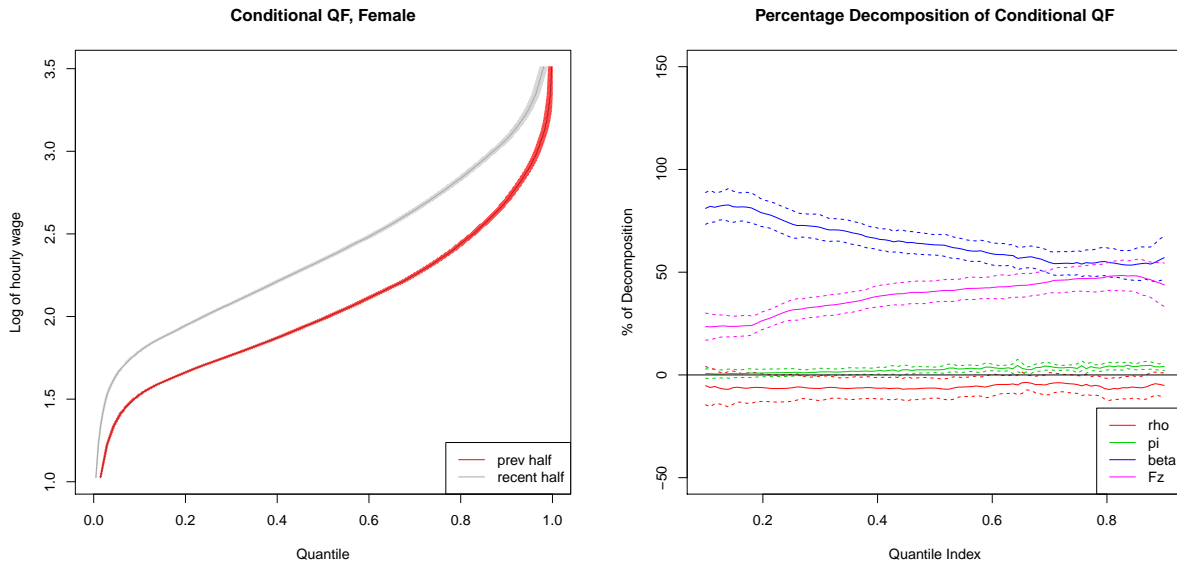 Conditional QF, Female
Log of hourly wage
3.5
3.0
2.5
2.0
1.5
1.0
0.0 0.2 0.4 0.6 0.8 1.0
Quantile
prev half
recent half
Percentage Decomposition of Conditional QF
% of Decomposition
150
100
50
0
−50
0.2 0.4 0.6 0.8
Quantile Index
rho
pi
beta
Fz